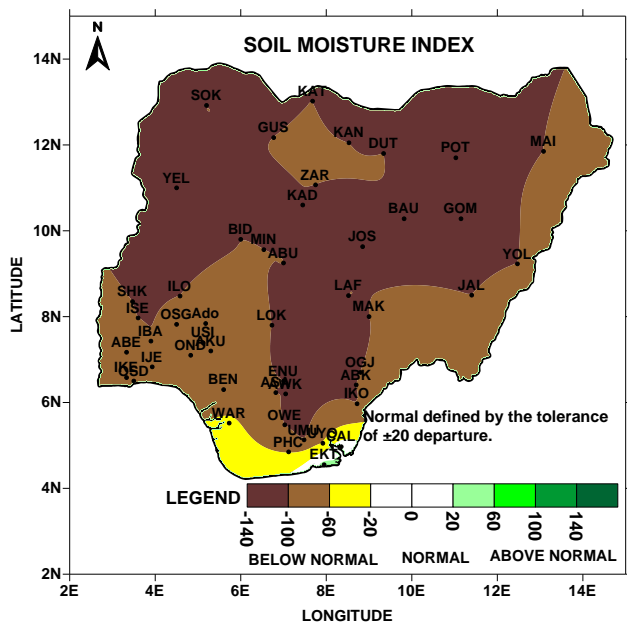 N
SOIL MOISTURE INDEX
14N
12N
10N
8N
6N
4N
2N
LATITUDE
SOK
KAT
GUS
KAN
DUT
POT
MAI
ZAR
YEL
KAD
BAU
GOM
BID
MIN
ABU
JOS
YOL
SHK
ILO
LAF
JAL
ISE
OSG
Ado
LOK
MAK
IBA
USI
AKU
ABE
IJE
OND
OGJ
IKE
OSD
BEN
ENU
AWK
ABK
IKO
WAR
OWE
Normal defined by the tolerance
of ±20 departure.
UMU
UYO
CAL
PHC
EKT
LEGEND
-140
-100
-60
-20
0
20
60
100
140
BELOW NORMAL
NORMAL
ABOVE NORMAL
2E
4E
6E
8E
10E
12E
14E
LONGITUDE